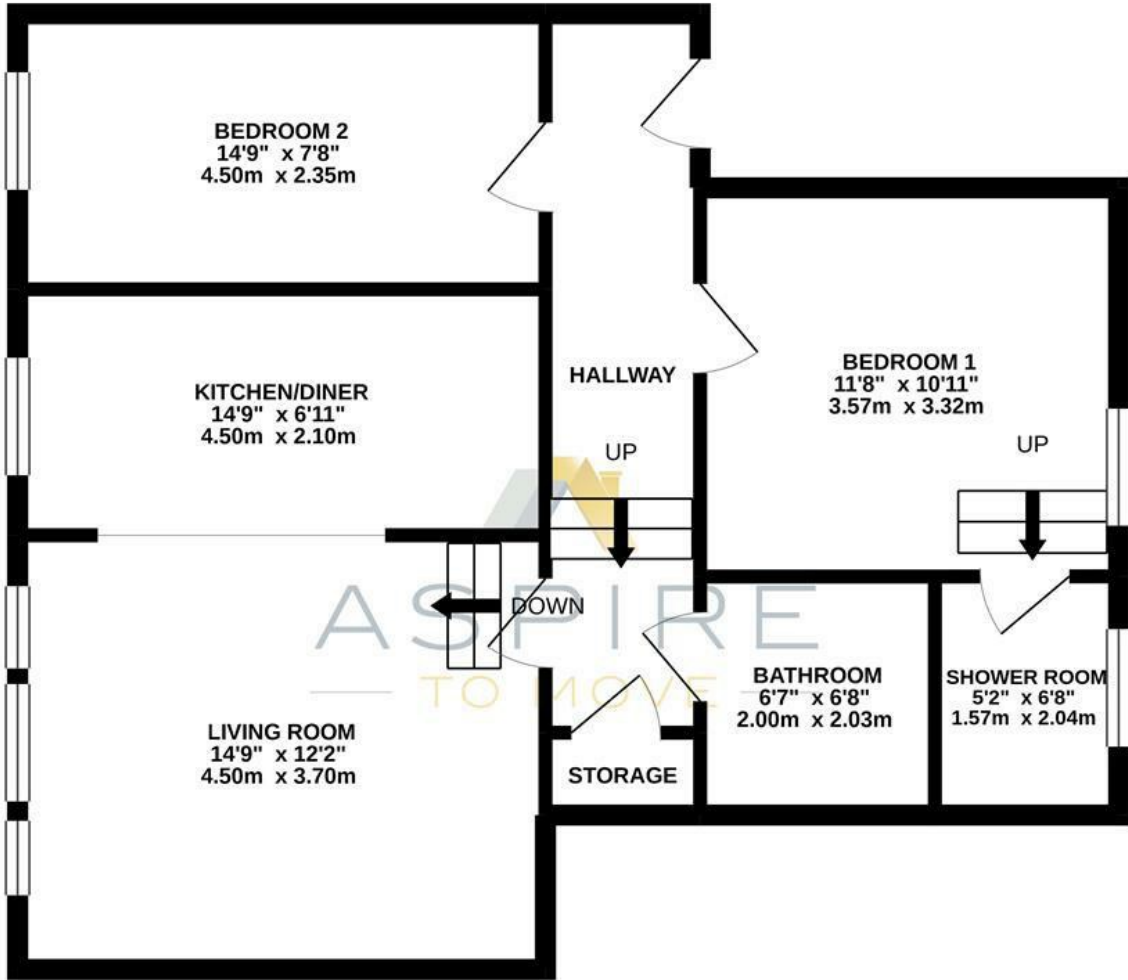 BEDROOM 2
14'9" x 7'8"
4.50m x 2.35m
KITCHEN/DINER
14'9" x 6'11"
4.50m x 2.10m
HALLWAY
UP
BEDROOM 1
11'8" x 10'11"
3.57m x 3.32m
UP
DOWN
ASPIRE
TO MOVE
LIVING ROOM
14'9" x 12'2"
4.50m x 3.70m
STORAGE
BATHROOM
6'7" x 6'8"
2.00m x 2.03m
SHOWER ROOM
5'2" x 6'8"
1.57m x 2.04m